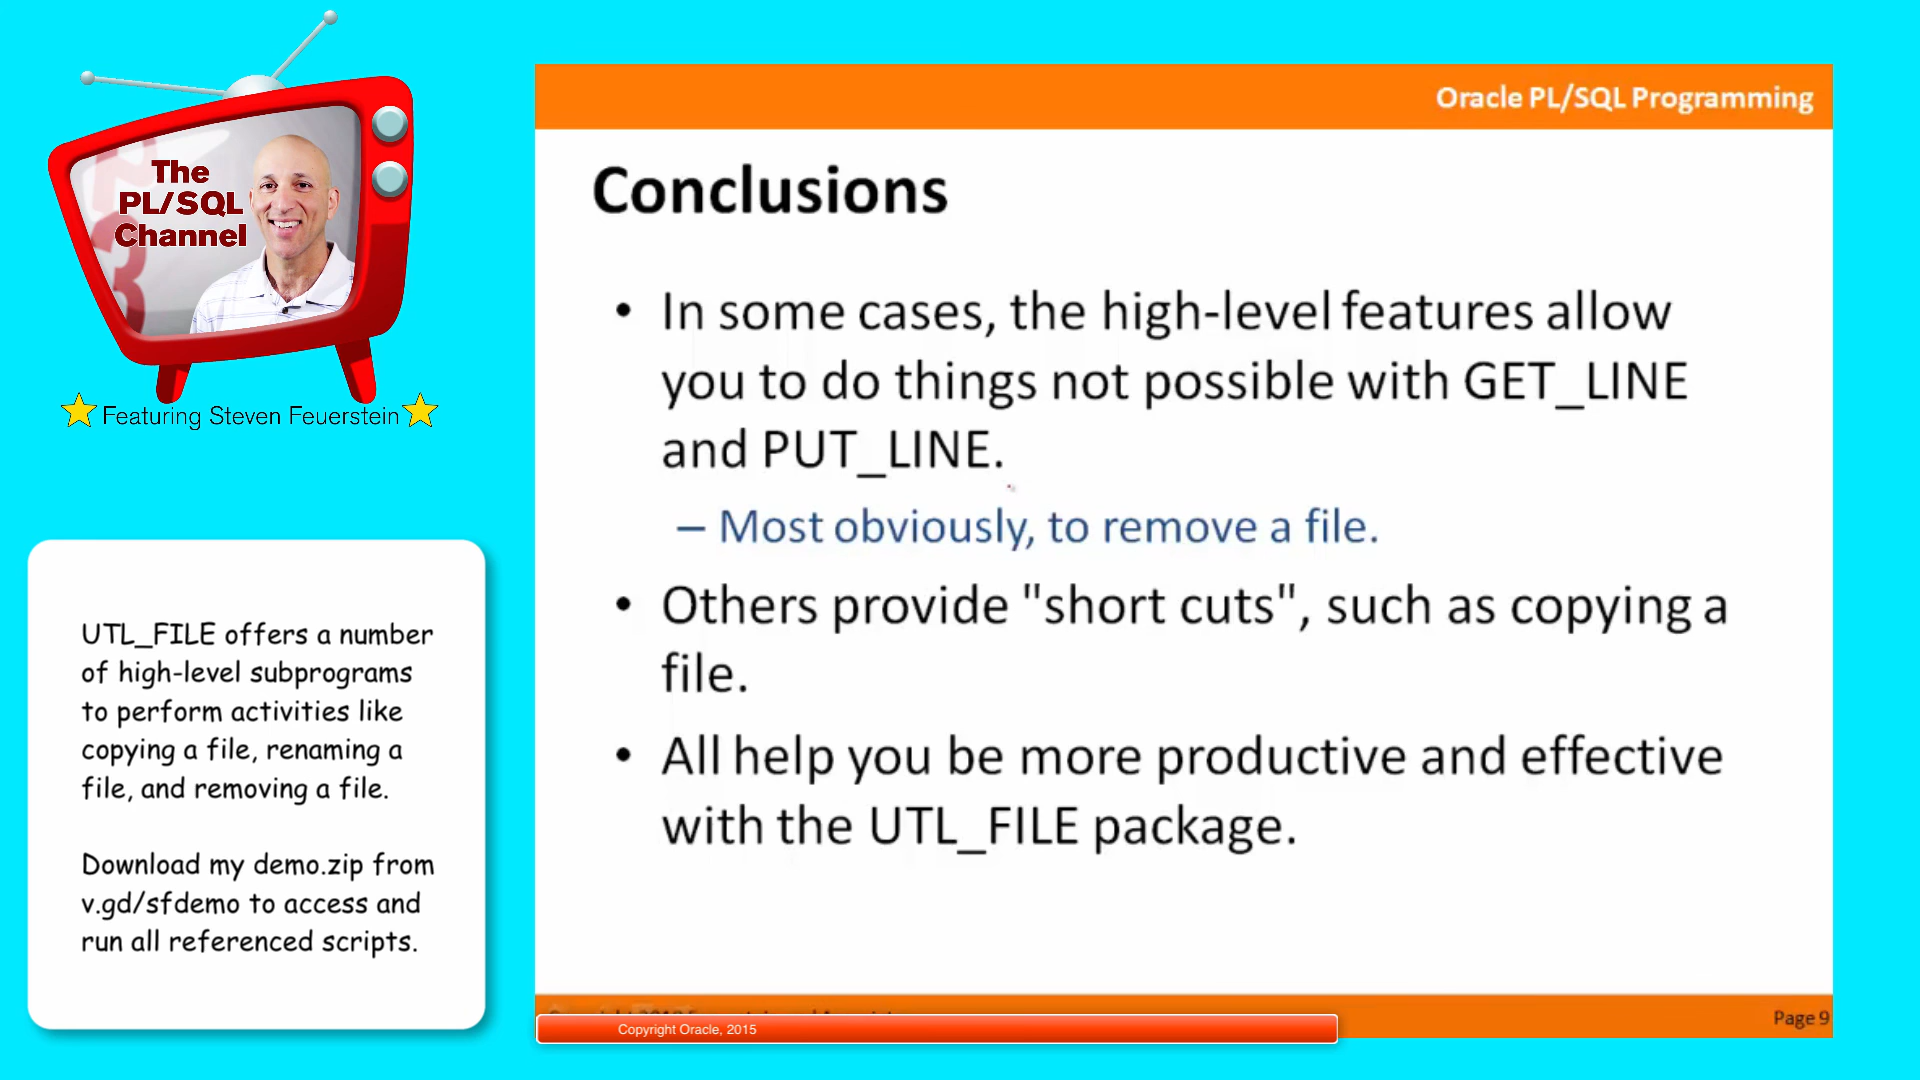 The
PL/SQL
Channel
Featuring Steven Feuerstein
UTL_FILE offers a number
of high-level subprograms
to perform activities like
copying a file, renaming a
file, and removing a file.
Download my demo.zip from
v.gd/sfdemo to access and
run all referenced scripts.
Oracle PL/SQL Programming
Conclusions
• In some cases, the high-level features allow
you to do things not possible with GET_LINE
and PUT_LINE.
– Most obviously, to remove a file.
• Others provide "short cuts", such as copying a
file.
• All help you be more productive and effective
with the UTL_FILE package.
Copyright Oracle, 2015
Page 9